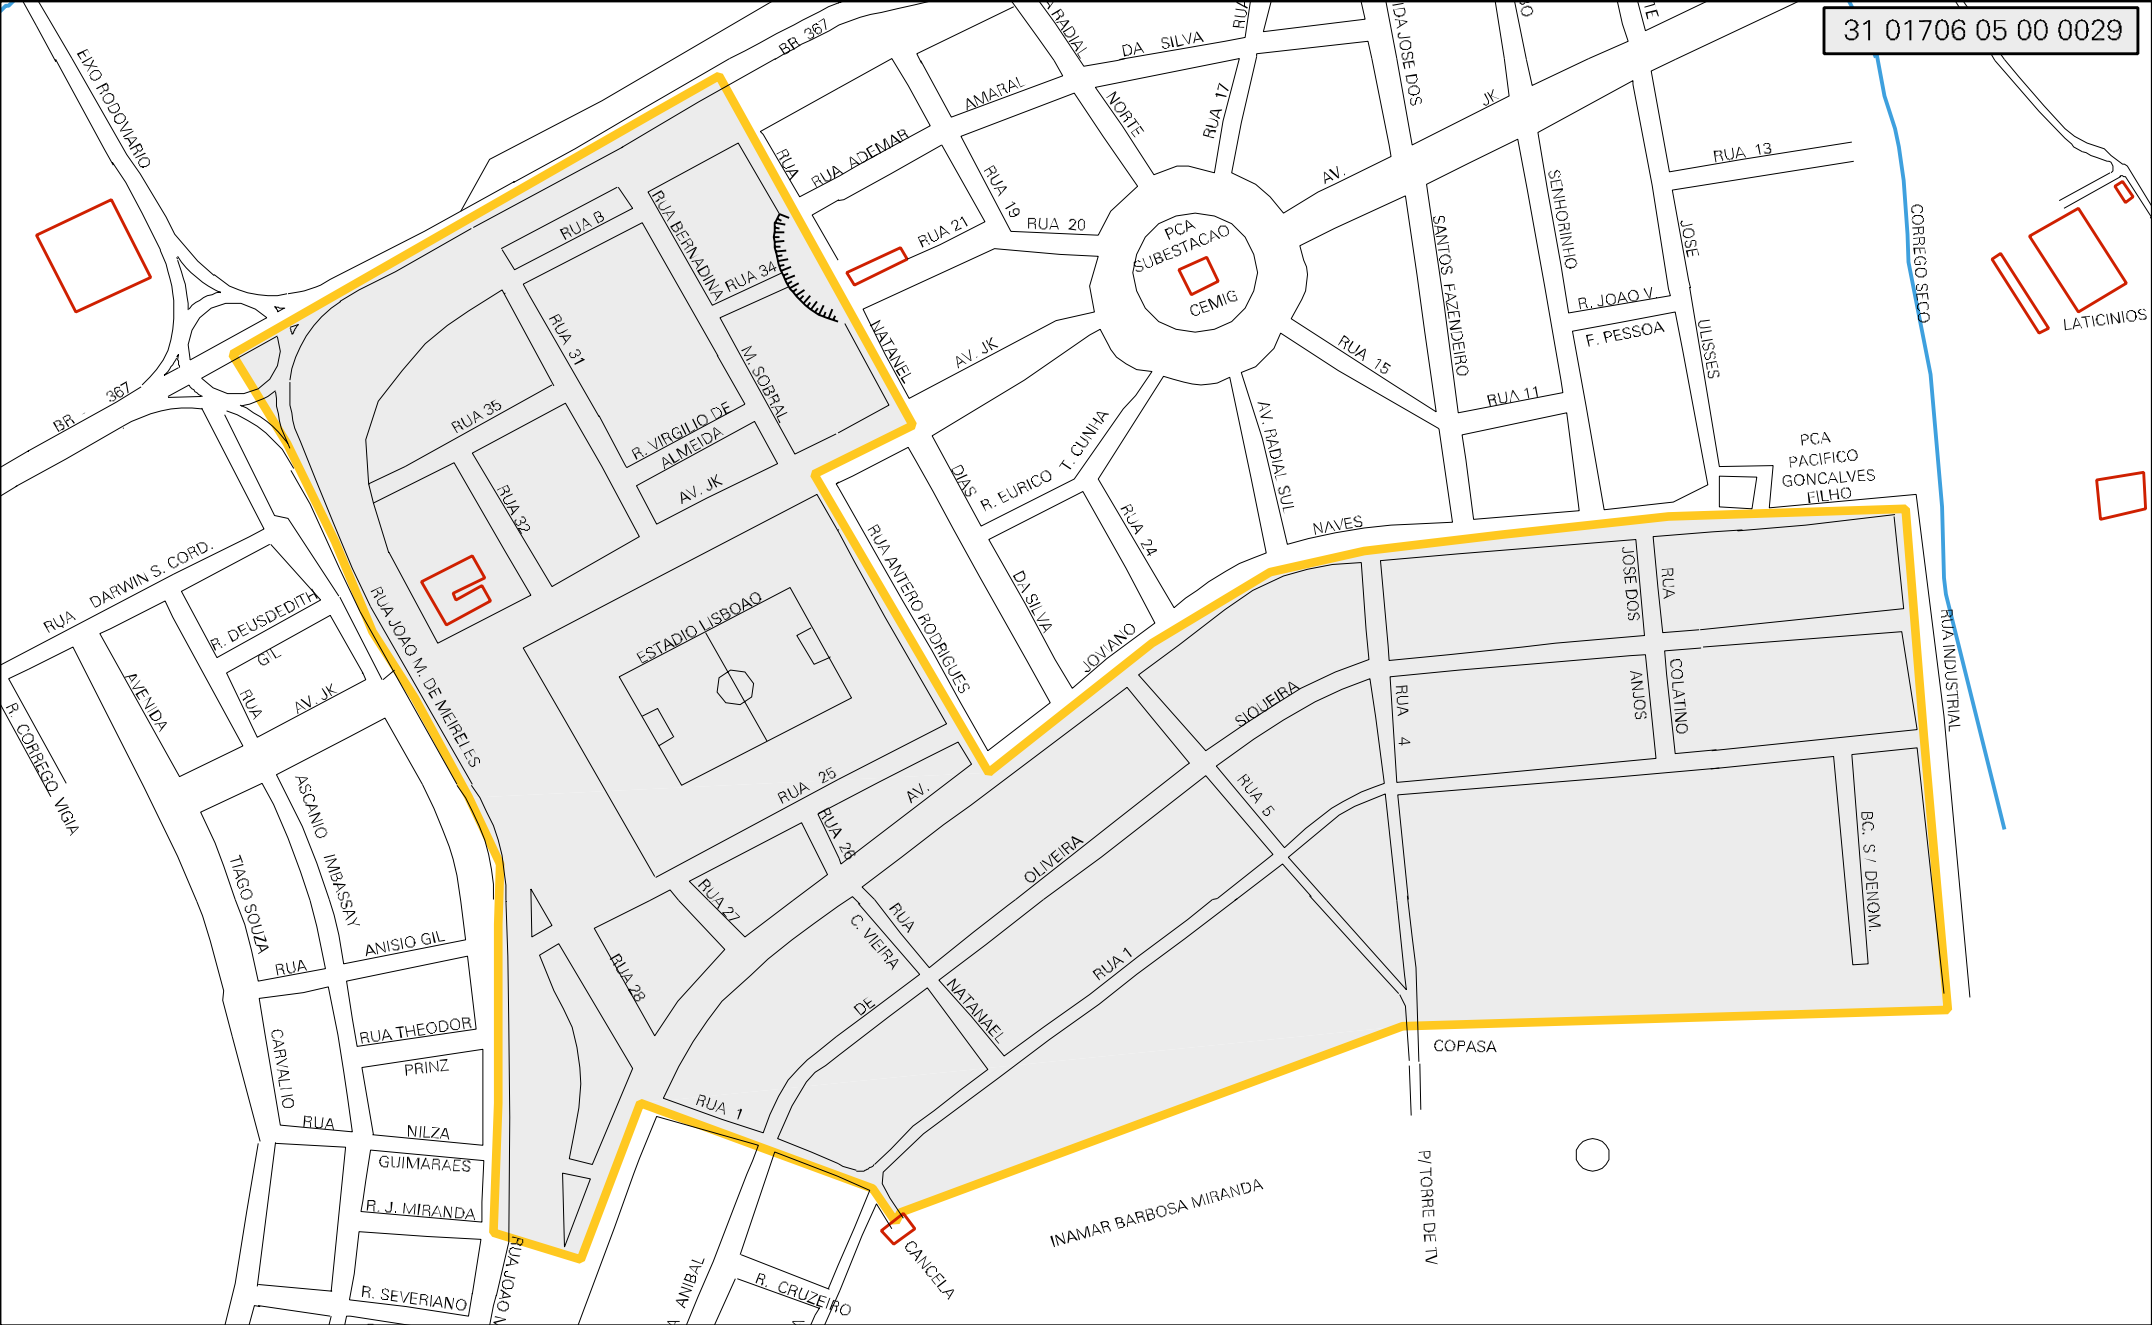 31 01706 05 00 0029
EIXO RODOVIARIO
BR 367
RADIAL
DA SILVA
RUA
IDA JOSE DOS
AMARAL
NORTE
RUA 17
JK
RUA
RUA ADEMAR
AV.
RUA 13
RUA 19
RUA 20
RUA 21
PCA
SUBESTACAO
CEMIG
SANTOS FAZENDEIRO
SENHORINHO
JOSE
ULISSES
CORREGO SECO
LATICINIOS
RUA B
RUA BERNADINA
RUA 34
RUA 31
M. SOBRAL
NATANEL
AV. JK
RUA 15
R. JOAO V.
F. PESSOA
RUA 11
BR - 367
RUA 35
R. VIRGILIO DE
ALMEIDA
AV. JK
RUA 32
DIAS
R. EURICO T. CUNHA
AV. RADIAL SUL
RUA 24
NAVES
PCA
PACIFICO
GONCALVES
FILHO
RUA DARWIN S. CORD.
R. DEUSDEDITH
GIL
RUA
AV. JK
AVENIDA
R. CORREGO VIGIA
RUA JOAO M. DE MEIRELES
ESTADIO LISBOAO
RUA ANTERO RODRIGUES
DA SILVA
JOVIANO
JOSE DOS
ANJOS
RUA
COLATINO
RUA INDUSTRIAL
SIQUEIRA
RUA 4
RUA 5
RUA 25
AV.
RUA 26
RUA 27
RUA 28
OLIVEIRA
RUA
C. VIEIRA
NATANAEL
DE
RUA 1
BC. S / DENOM.
TIAGO SOUZA
ASCANIO IMBASSAY
RUA
ANISIO GIL
RUA THEODOR
PRINZ
CARVALHO
RUA
NILZA
GUIMARAES
R. J. MIRANDA
R. SEVERIANO
RUA 1
COPASA
P/ TORRE DE TV
INAMAR BARBOSA MIRANDA
CANCELA
RUA JOAO
ANIBAL
R. CRUZEIRO